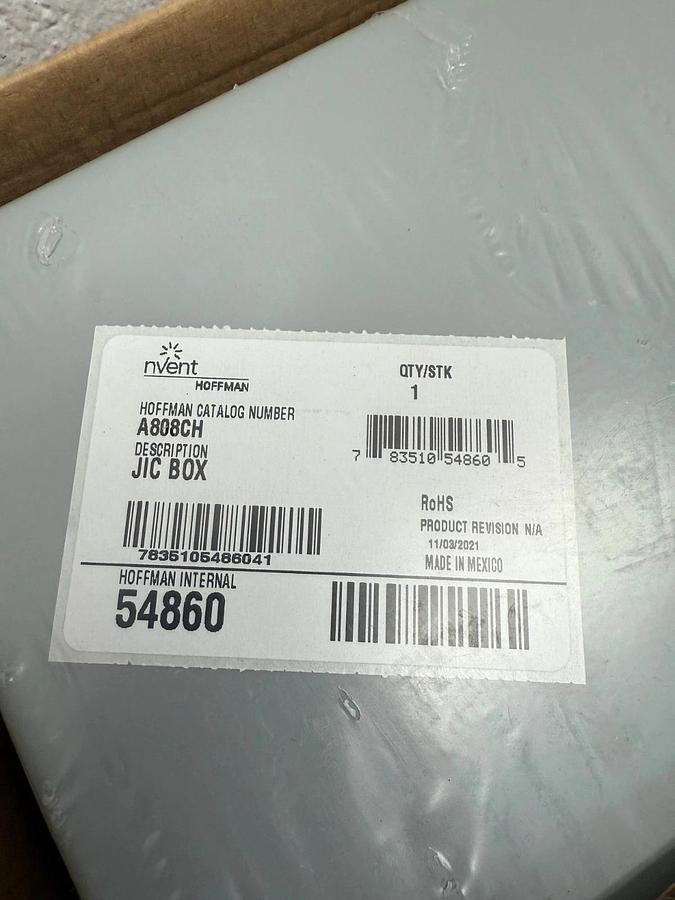 nVent
HOFFMAN
QTY/STK
1
HOFFMAN CATALOG NUMBER
A808CH
DESCRIPTION
JIC BOX
7 83510 54860 5
RoHS
PRODUCT REVISION N/A
11/03/2021
MADE IN MEXICO
7835105486041
HOFFMAN INTERNAL
54860